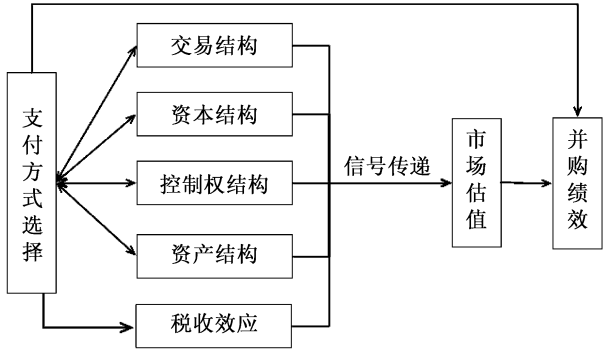 支付方式选择
交易结构
资本结构
控制权结构
资产结构
税收效应
信号传递
市场估值
并购绩效